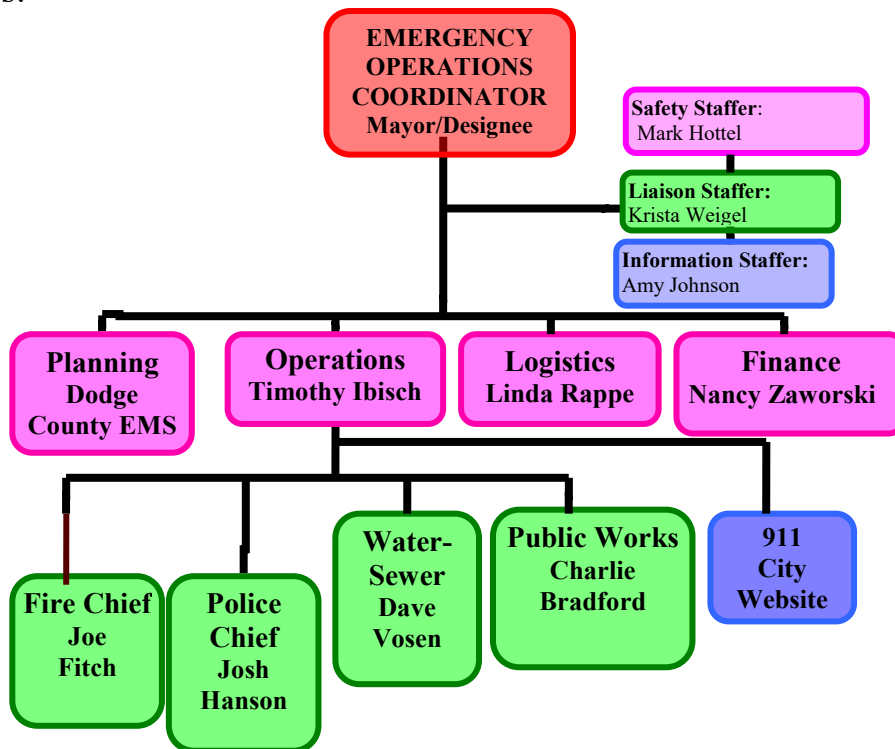 EMERGENCY
OPERATIONS
COORDINATOR
Mayor/Designee
Safety Staffer:
Mark Hottel
Liaison Staffer:
Krista Weigel
Information Staffer:
Amy Johnson
Planning
Dodge
County EMS
Operations
Timothy Ibisch
Logistics
Linda Rappe
Finance
Nancy Zaworski
Fire Chief
Joe
Fitch
Police
Chief
Josh
Hanson
Water-
Sewer
Dave
Vosen
Public Works
Charlie
Bradford
911
City
Website